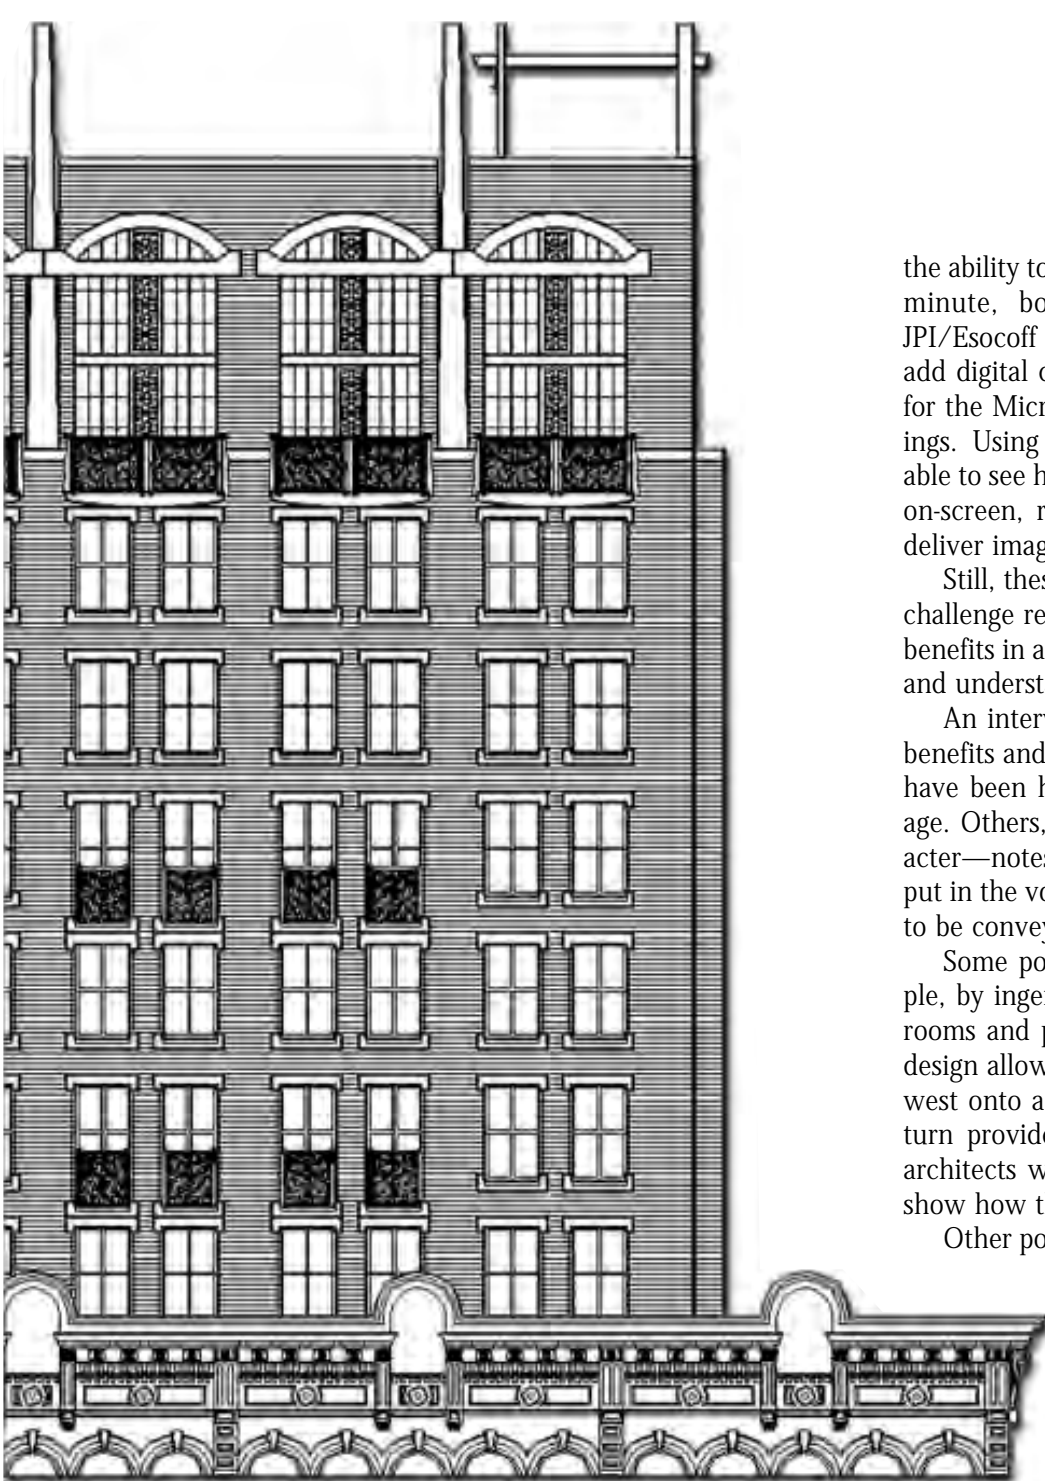 the ability to
minute, bo
JPI/Esocoff
add digital
for the Micr
ings. Using
able to see h
on-screen, r
deliver imag
Still, thes
challenge re
benefits in a
and underst
An interv
benefits and
have been h
age. Others,
acter—notes
put in the vo
to be convey
Some po
ple, by inge
rooms and p
design allow
west onto a
turn provide
architects w
show how t
Other po